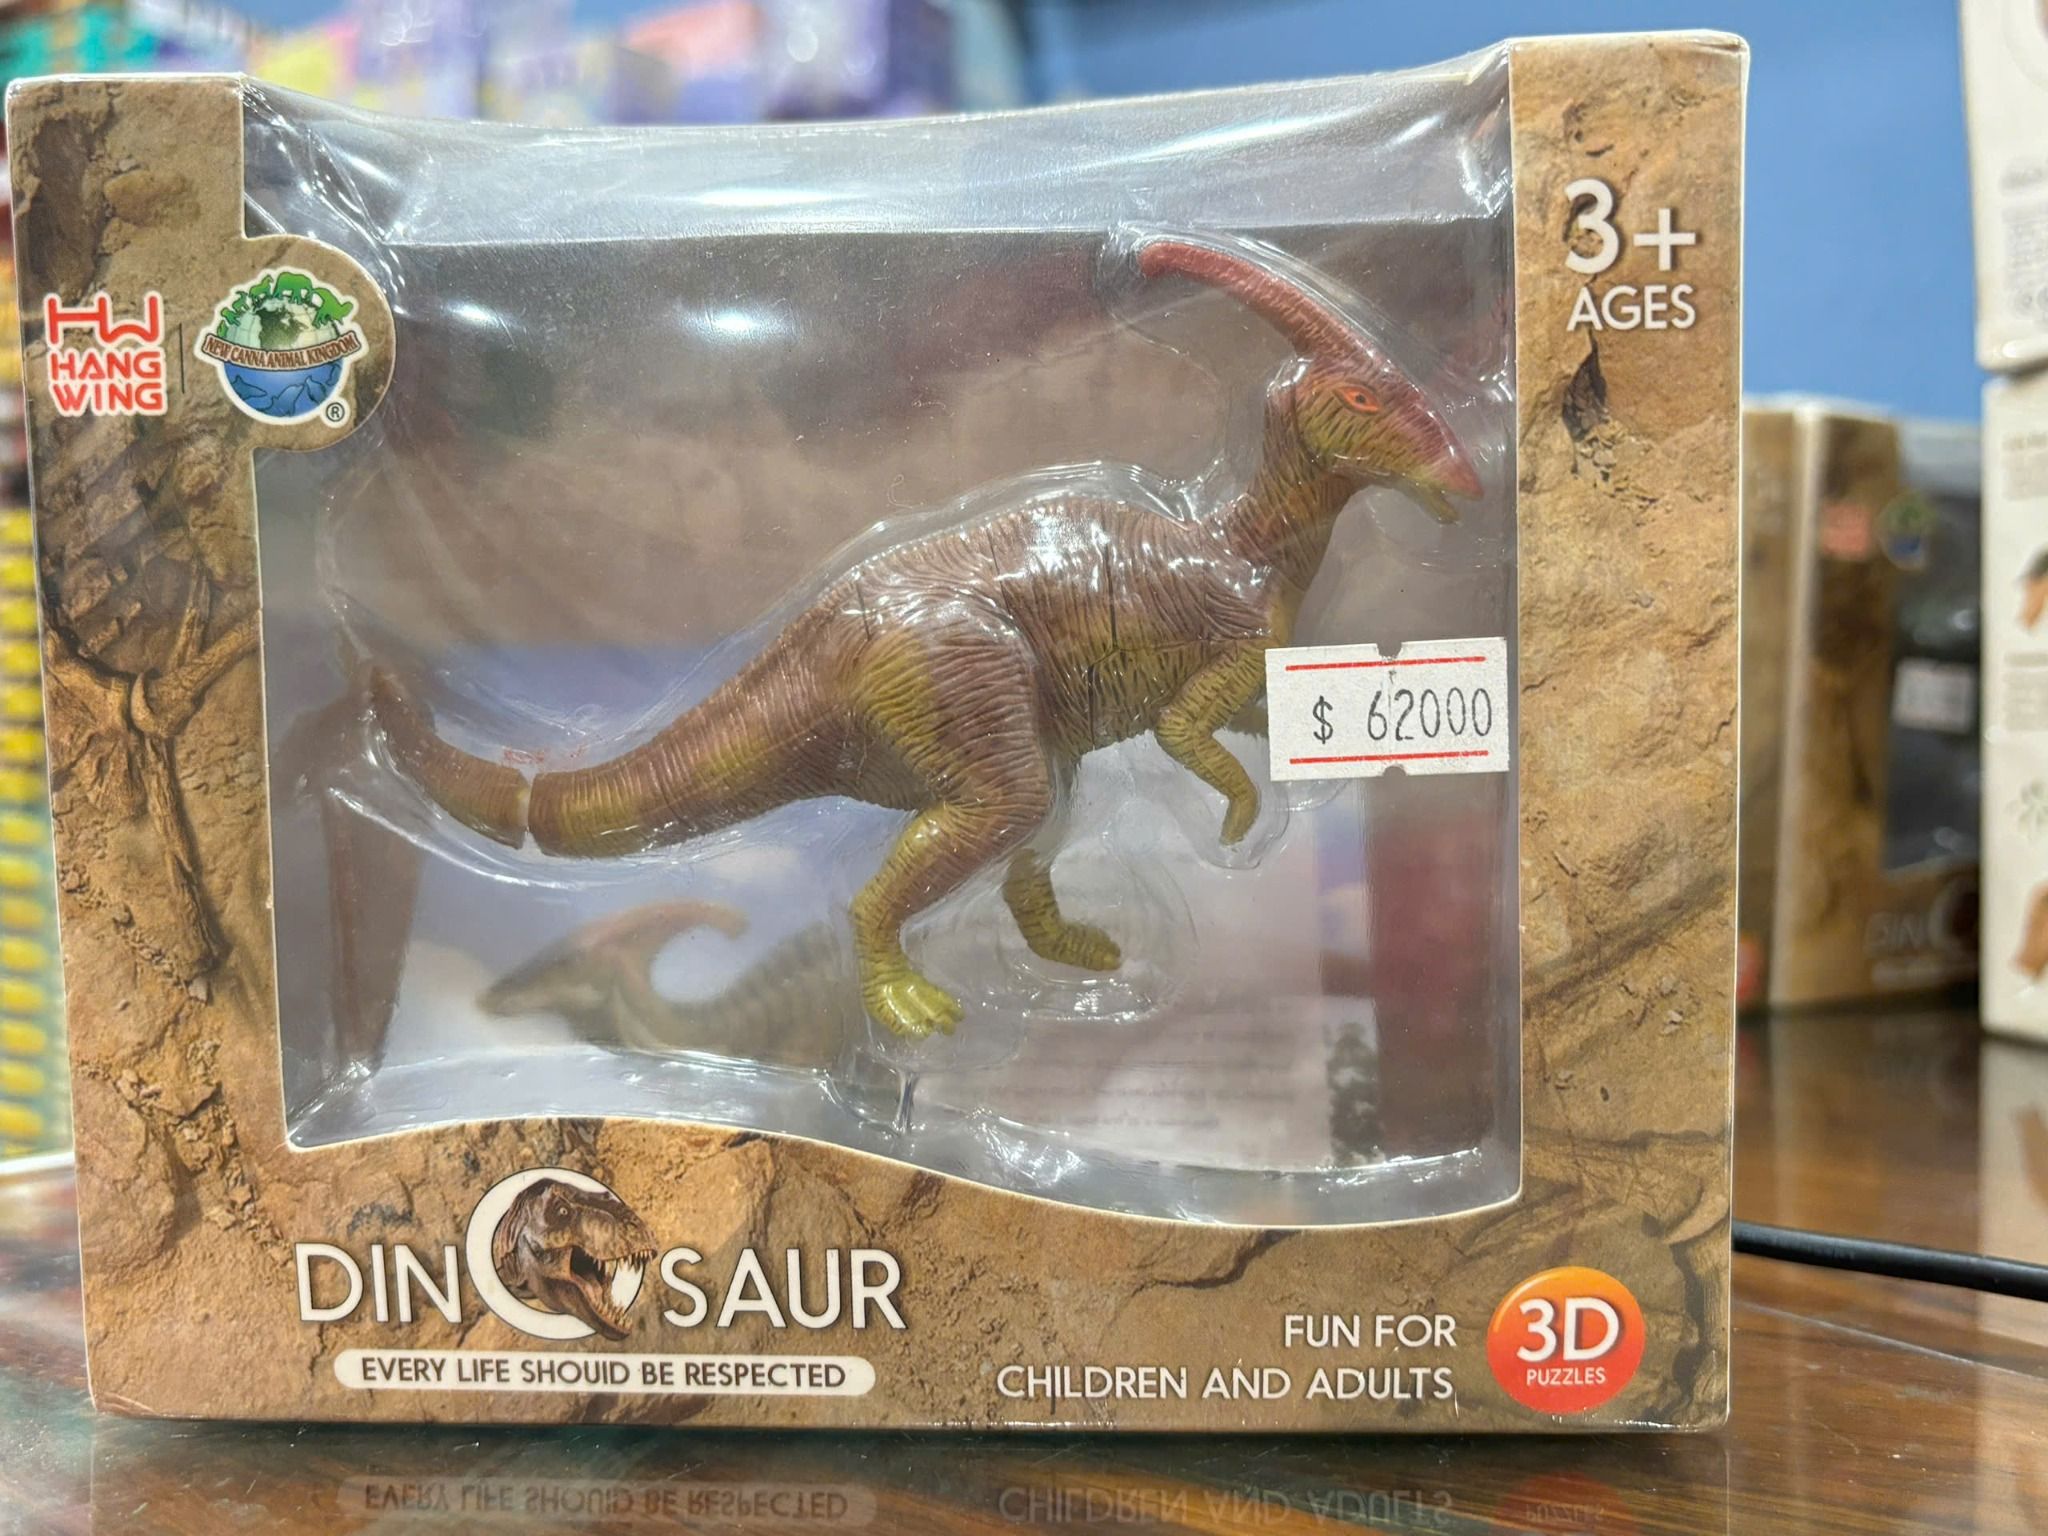 3+
AGES
HW
HANG
WING
NEW CANNA ANIMAL KINGDOM
®
$ 62000
DINOSAUR
EVERY LIFE SHOUID BE RESPECTED
FUN FOR
CHILDREN AND ADULTS
3D
PUZZLES